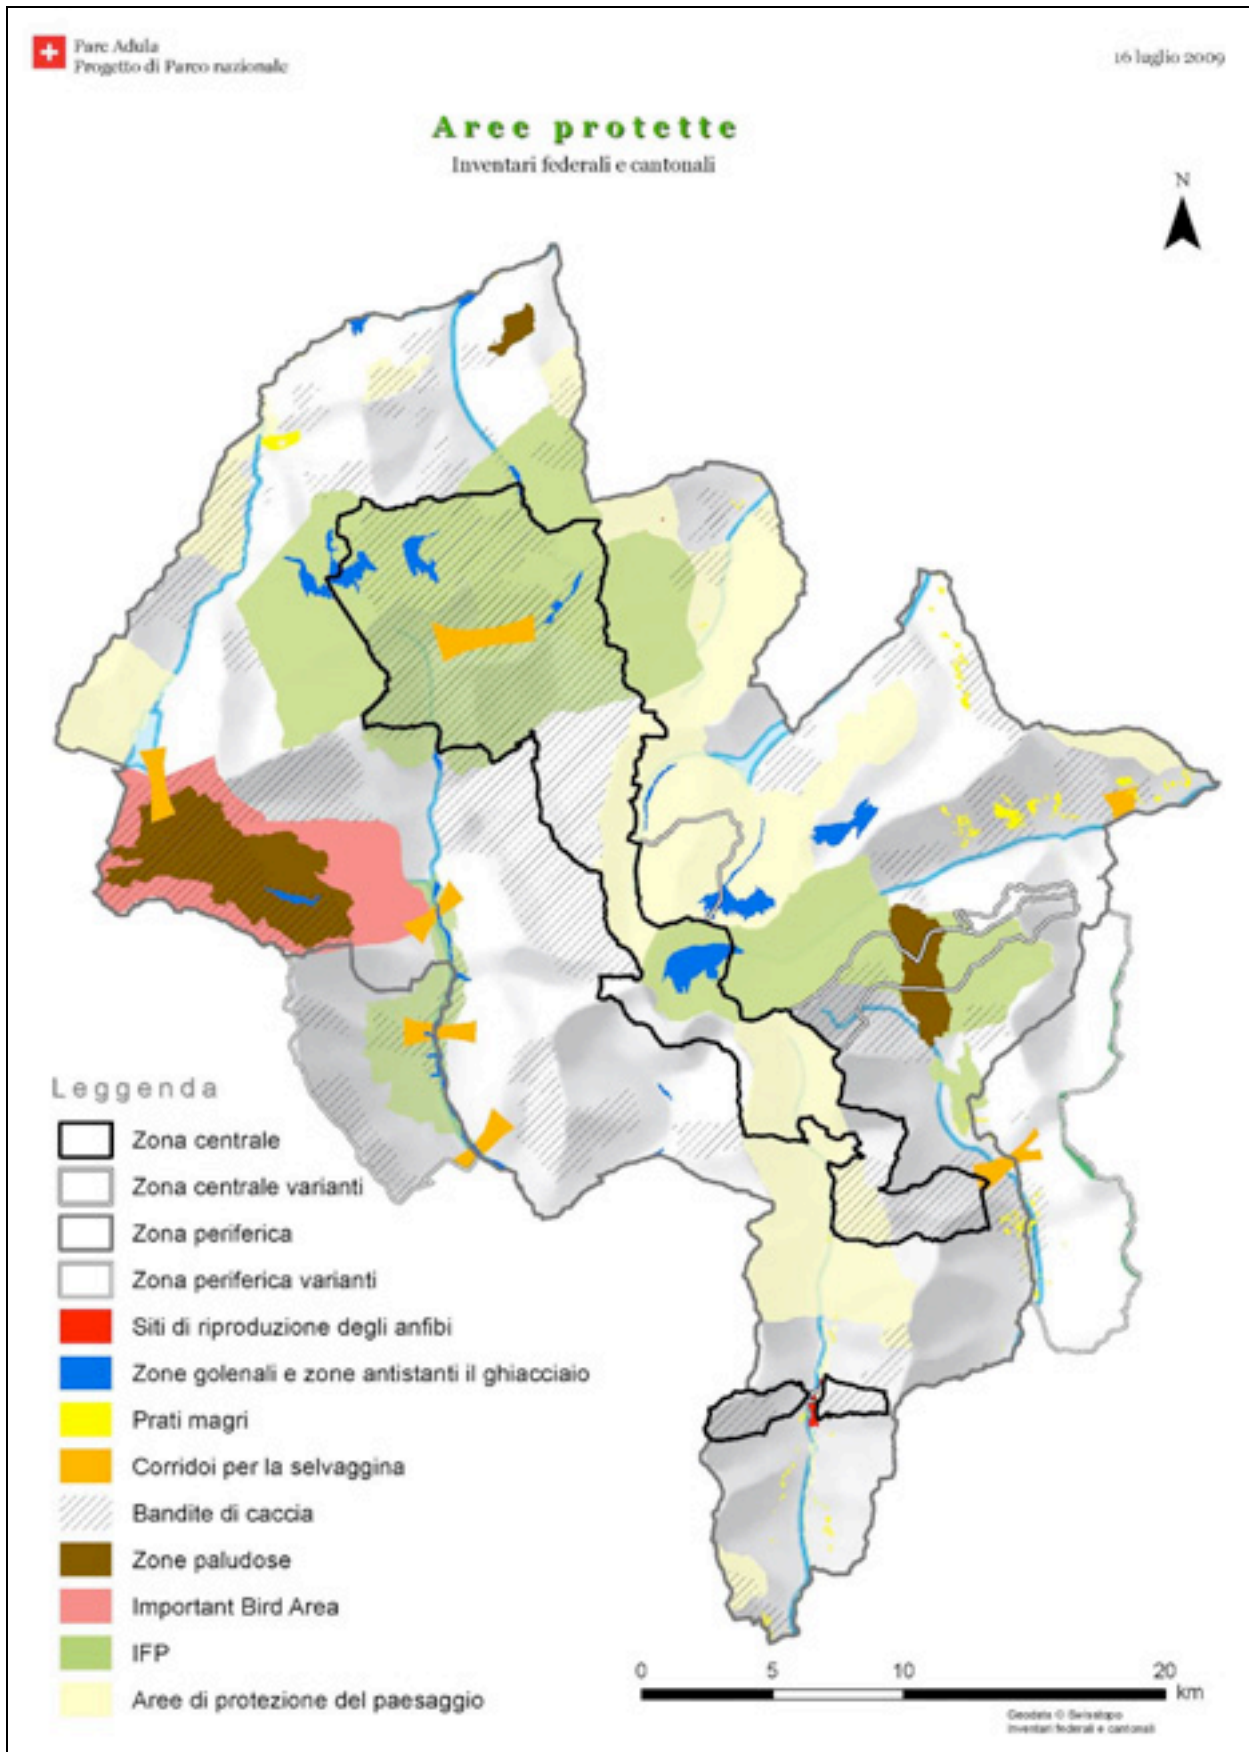 Parc Adula
Progetto di Parco nazionale
16 luglio 2009
Aree protette
Inventari federali e cantonali
N
Leggenda
Zona centrale
Zona centrale varianti
Zona periferica
Zona periferica varianti
Siti di riproduzione degli anfibi
Zone golenali e zone antistanti il ghiacciaio
Prati magri
Corridoi per la selvaggina
Bandite di caccia
Zone paludose
Important Bird Area
IFP
Aree di protezione del paesaggio
0 5 10 20
km
Geodata © Swisstopo
Inventari federali e cantonali